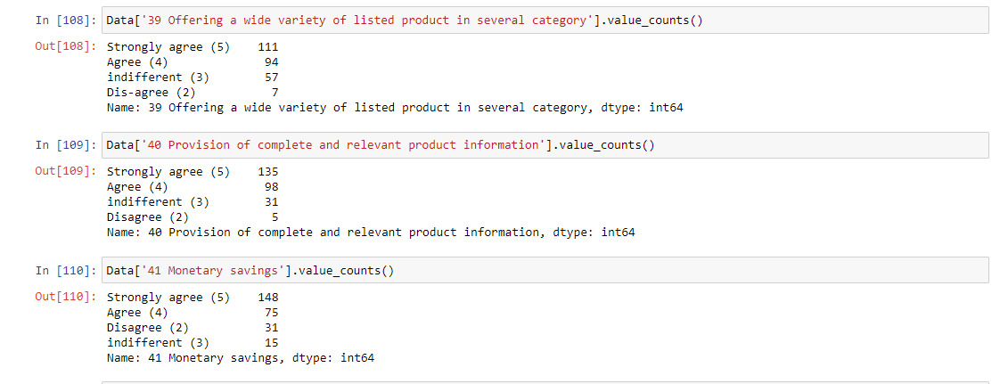 In [108]: Data['39 Offering a wide variety of listed product in several category'].value_counts()
Out[108]: Strongly agree (5)    111
Agree (4)              94
indifferent (3)        57
Dis-agree (2)           7
Name: 39 Offering a wide variety of listed product in several category, dtype: int64
In [109]: Data['40 Provision of complete and relevant product information'].value_counts()
Out[109]: Strongly agree (5)    135
Agree (4)              98
indifferent (3)        31
Disagree (2)            5
Name: 40 Provision of complete and relevant product information, dtype: int64
In [110]: Data['41 Monetary savings'].value_counts()
Out[110]: Strongly agree (5)    148
Agree (4)              75
Disagree (2)           31
indifferent (3)        15
Name: 41 Monetary savings, dtype: int64